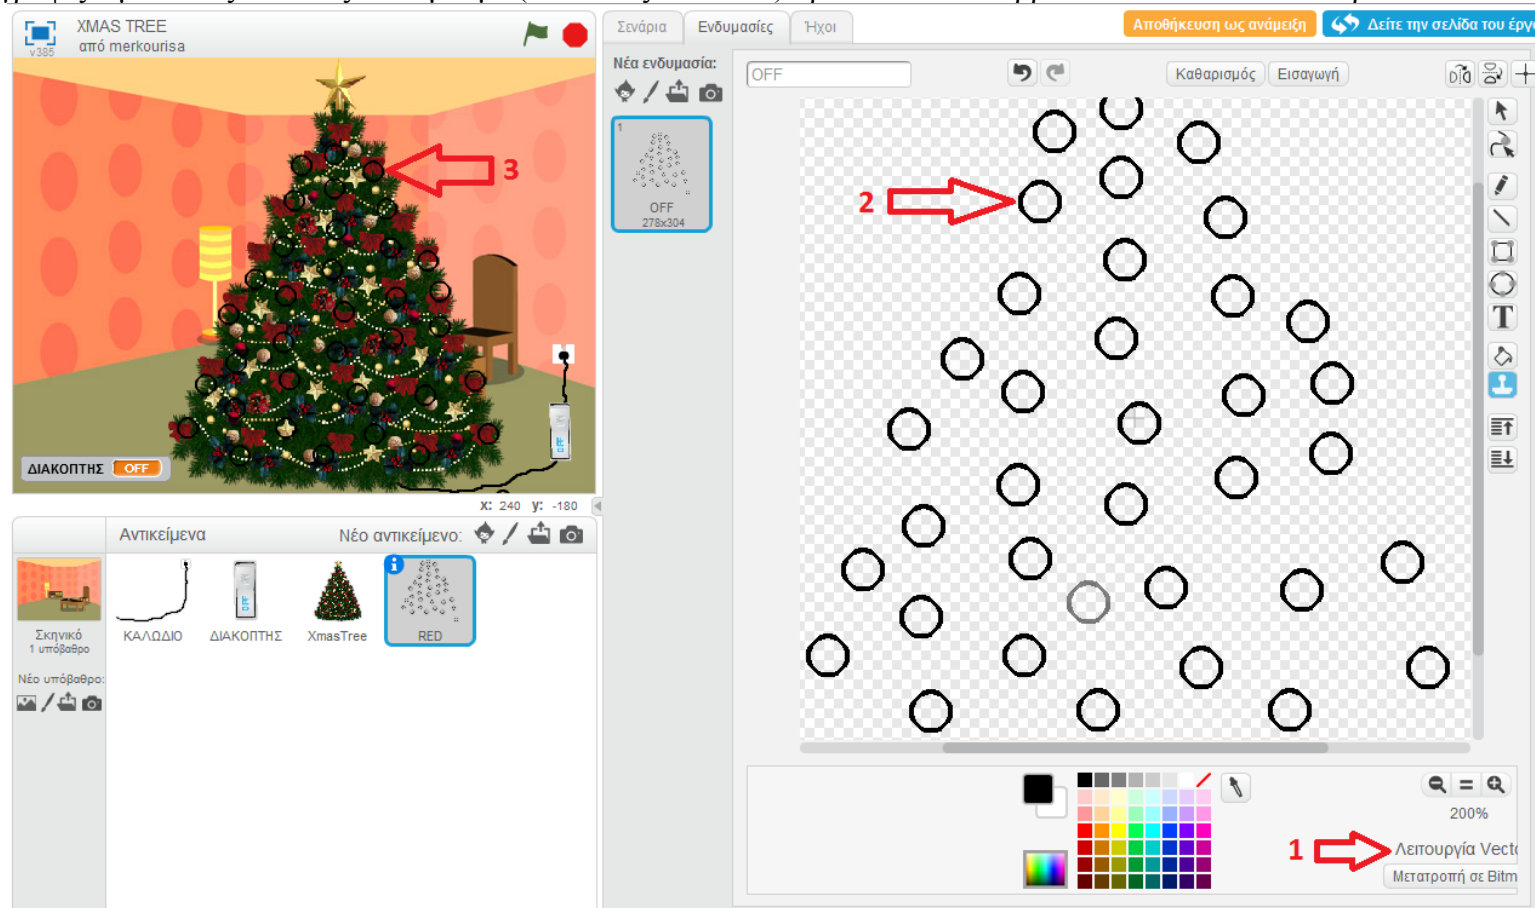 XMAS TREE
από merkourisa
v385
Σενάρια
Ενδυμασίες
Ήχοι
Αποθήκευση ως ανάμειξη
Δείτε την σελίδα του έργ
Νέα ενδυμασία:
OFF
Καθαρισμός
Εισαγωγή
1
OFF
278x304
3
2
ΔΙΑΚΟΠΤΗΣ OFF
OFF
x: 240 y: -180
Αντικείμενα
Νέο αντικείμενο:
Σκηνικό
1 υπόβαθρο
ΚΑΛΩΔΙΟ
ΔΙΑΚΟΠΤΗΣ
XmasTree
RED
Νέο υπόβαθρο:
T
200%
1
Λειτουργία Vecto
Μετατροπή σε Bitm